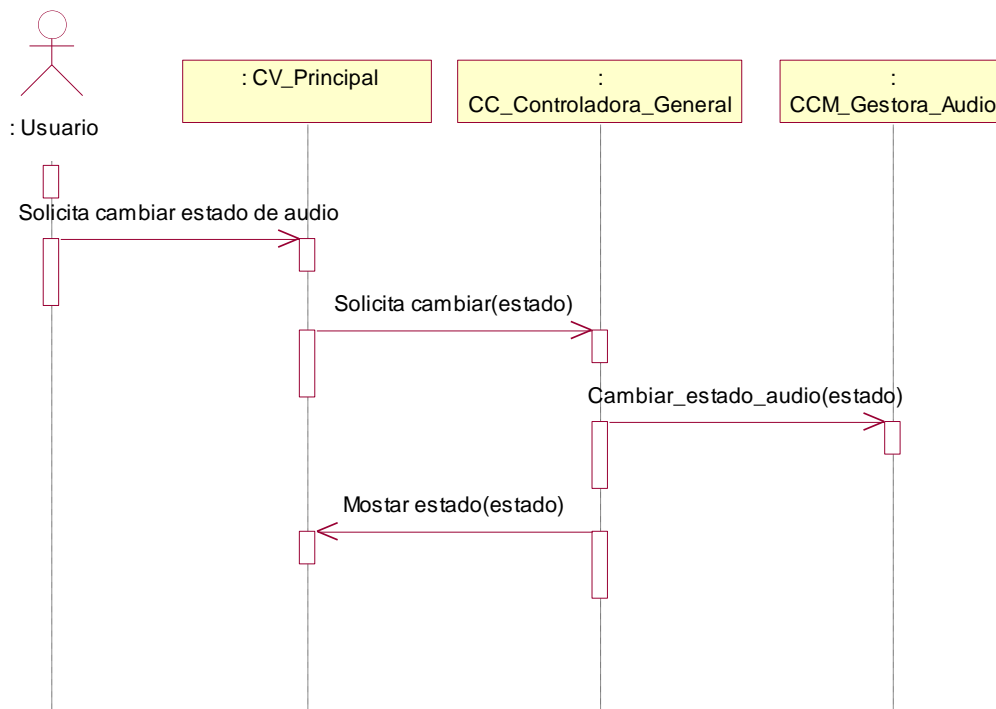 : Usuario
: CV_Principal
:
CC_Controladora_General
:
CCM_Gestora_Audio
Solicita cambiar estado de audio
Solicita cambiar(estado)
Cambiar_estado_audio(estado)
Mostar estado(estado)